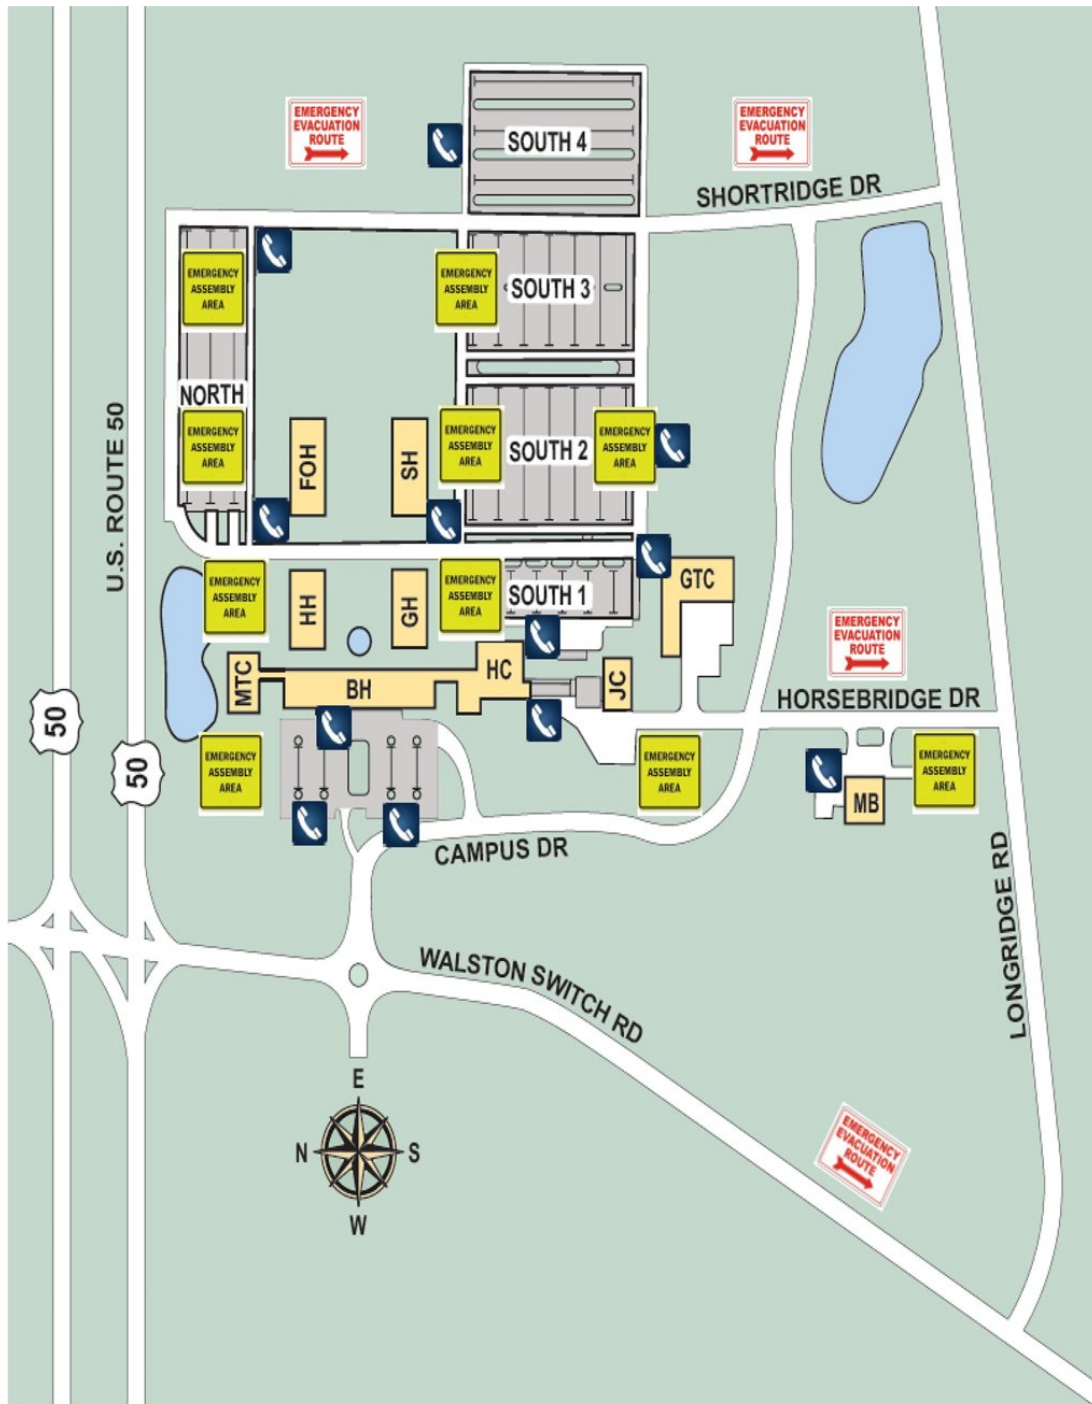 EMERGENCY
EVACUATION
ROUTE
EMERGENCY
EVACUATION
ROUTE
SOUTH 4
SHORTRIDGE DR
EMERGENCY
ASSEMBLY
AREA
EMERGENCY
ASSEMBLY
AREA
SOUTH 3
NORTH
U.S. ROUTE 50
EMERGENCY
ASSEMBLY
AREA
FOH
SH
EMERGENCY
ASSEMBLY
AREA
SOUTH 2
EMERGENCY
ASSEMBLY
AREA
EMERGENCY
ASSEMBLY
AREA
HH
GH
EMERGENCY
ASSEMBLY
AREA
SOUTH 1
GTC
EMERGENCY
EVACUATION
ROUTE
MTC
BH
HC
JC
HORSEBRIDGE DR
50
50
EMERGENCY
ASSEMBLY
AREA
EMERGENCY
ASSEMBLY
AREA
MB
EMERGENCY
ASSEMBLY
AREA
CAMPUS DR
LONGRIDGE RD
WALSTON SWITCH RD
E
N
S
W
EMERGENCY
EVACUATION
ROUTE